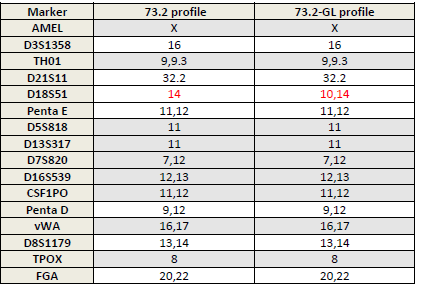 Marker 73.2 profile 73.2-GL profile
AMEL X X
D3S1358 16 16
TH01 9,9.3 9,9.3
D21S11 32.2 32.2
D18S51 14 10,14
Penta E 11,12 11,12
D5S818 11 11
D13S317 11 11
D7S820 7,12 7,12
D16S539 12,13 12,13
CSF1PO 11,12 11,12
Penta D 9,12 9,12
vWA 16,17 16,17
D8S1179 13,14 13,14
TPOX 8 8
FGA 20,22 20,22